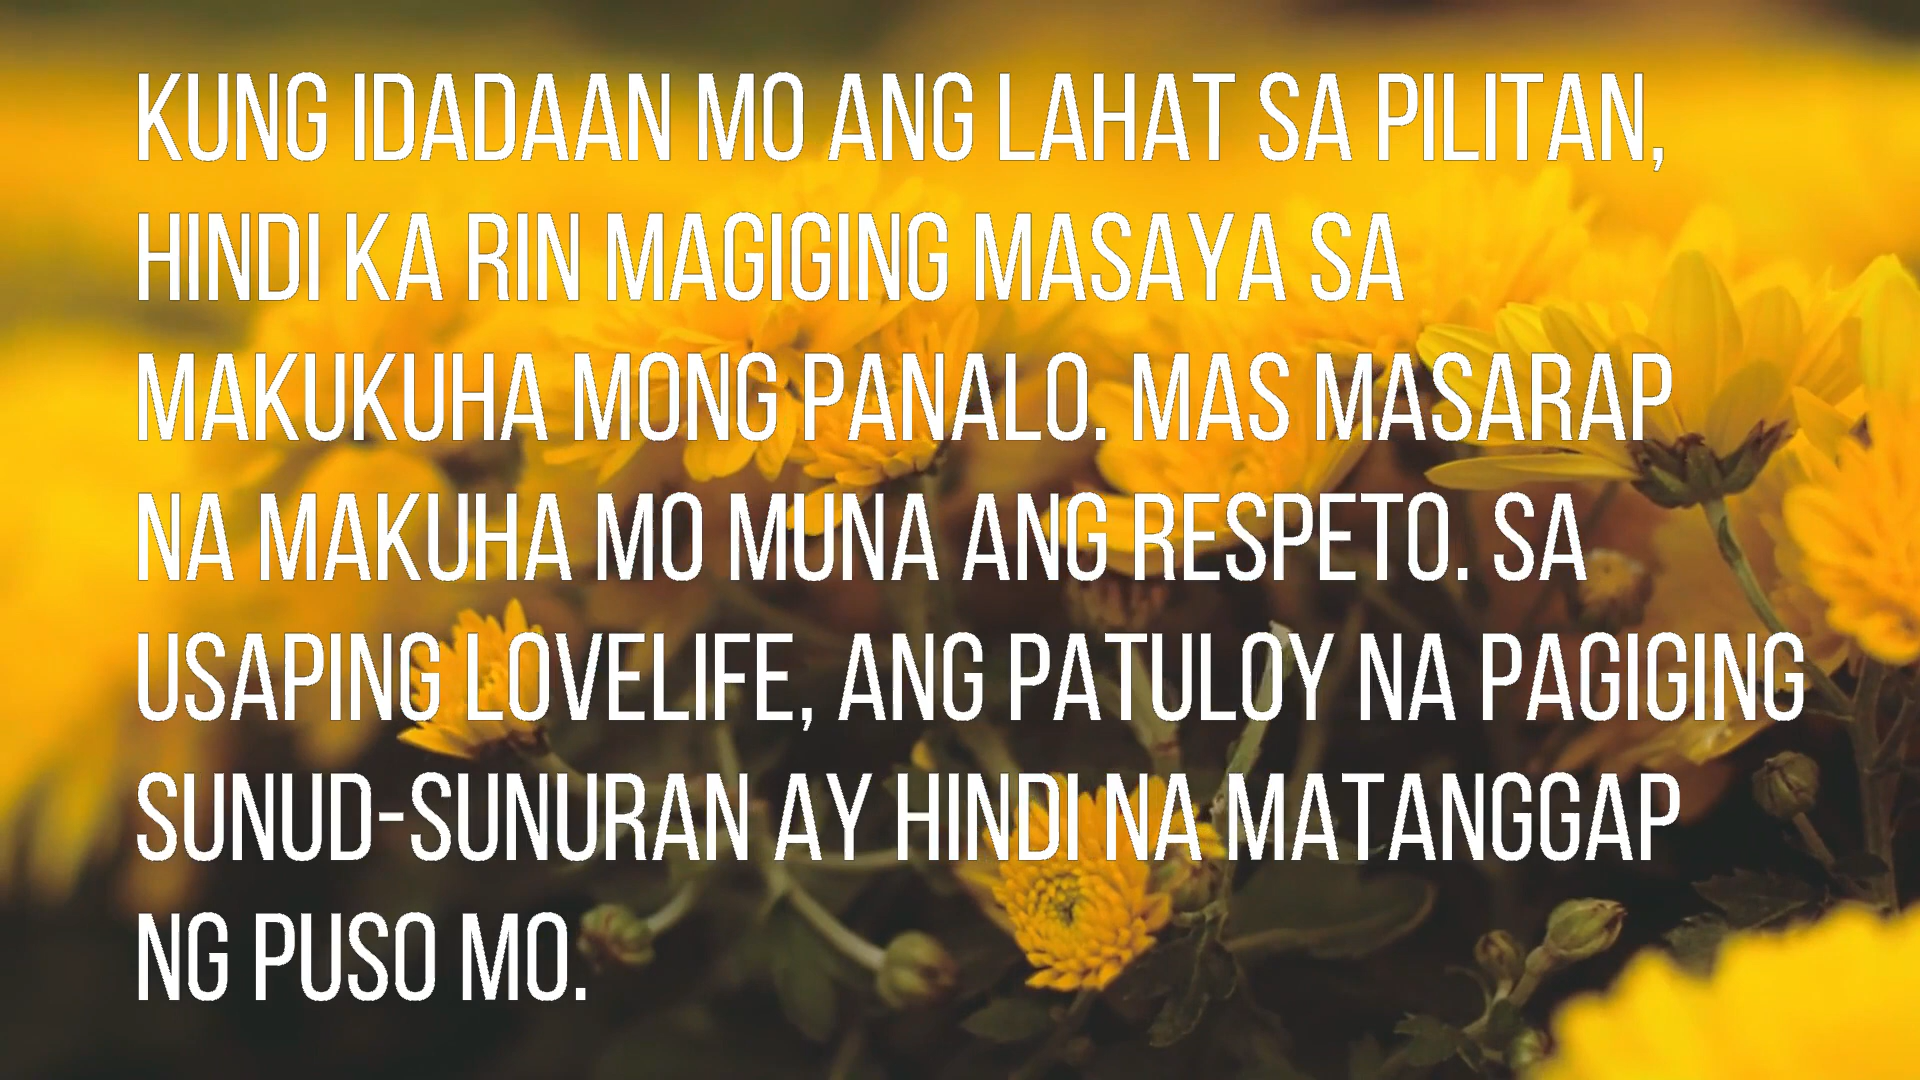 KUNG IDADAAN MO ANG LAHAT SA PILITAN,
HINDI KA RIN MAGIGING MASAYA SA
MAKUKUHA MONG PANALO. MAS MASARAP
NA MAKUHA MO MUNA ANG RESPETO. SA
USAPING LOVELIFE, ANG PATULOY NA PAGIGING
SUNUD-SUNURAN AY HINDI NA MATANGGAP
NG PUSO MO.